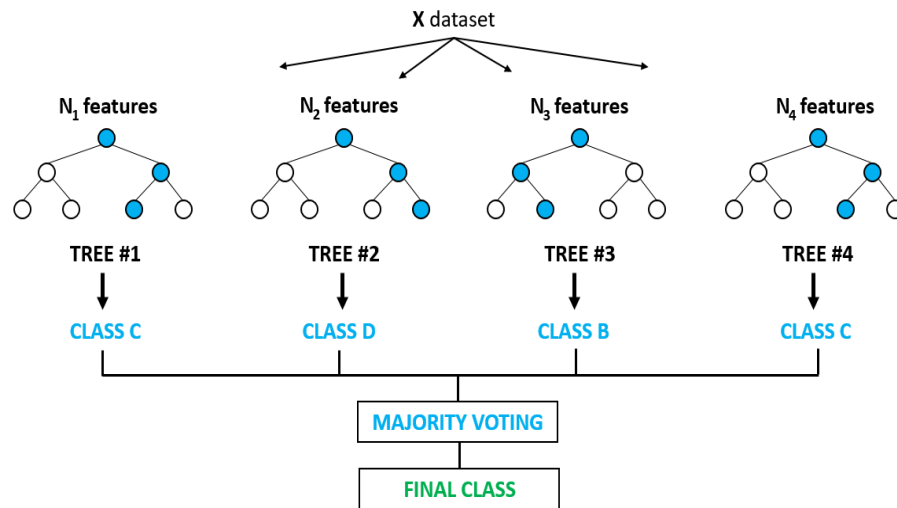 X dataset
N₁ features
N₂ features
N₃ features
N₄ features
TREE #1
TREE #2
TREE #3
TREE #4
CLASS C
CLASS D
CLASS B
CLASS C
MAJORITY VOTING
FINAL CLASS